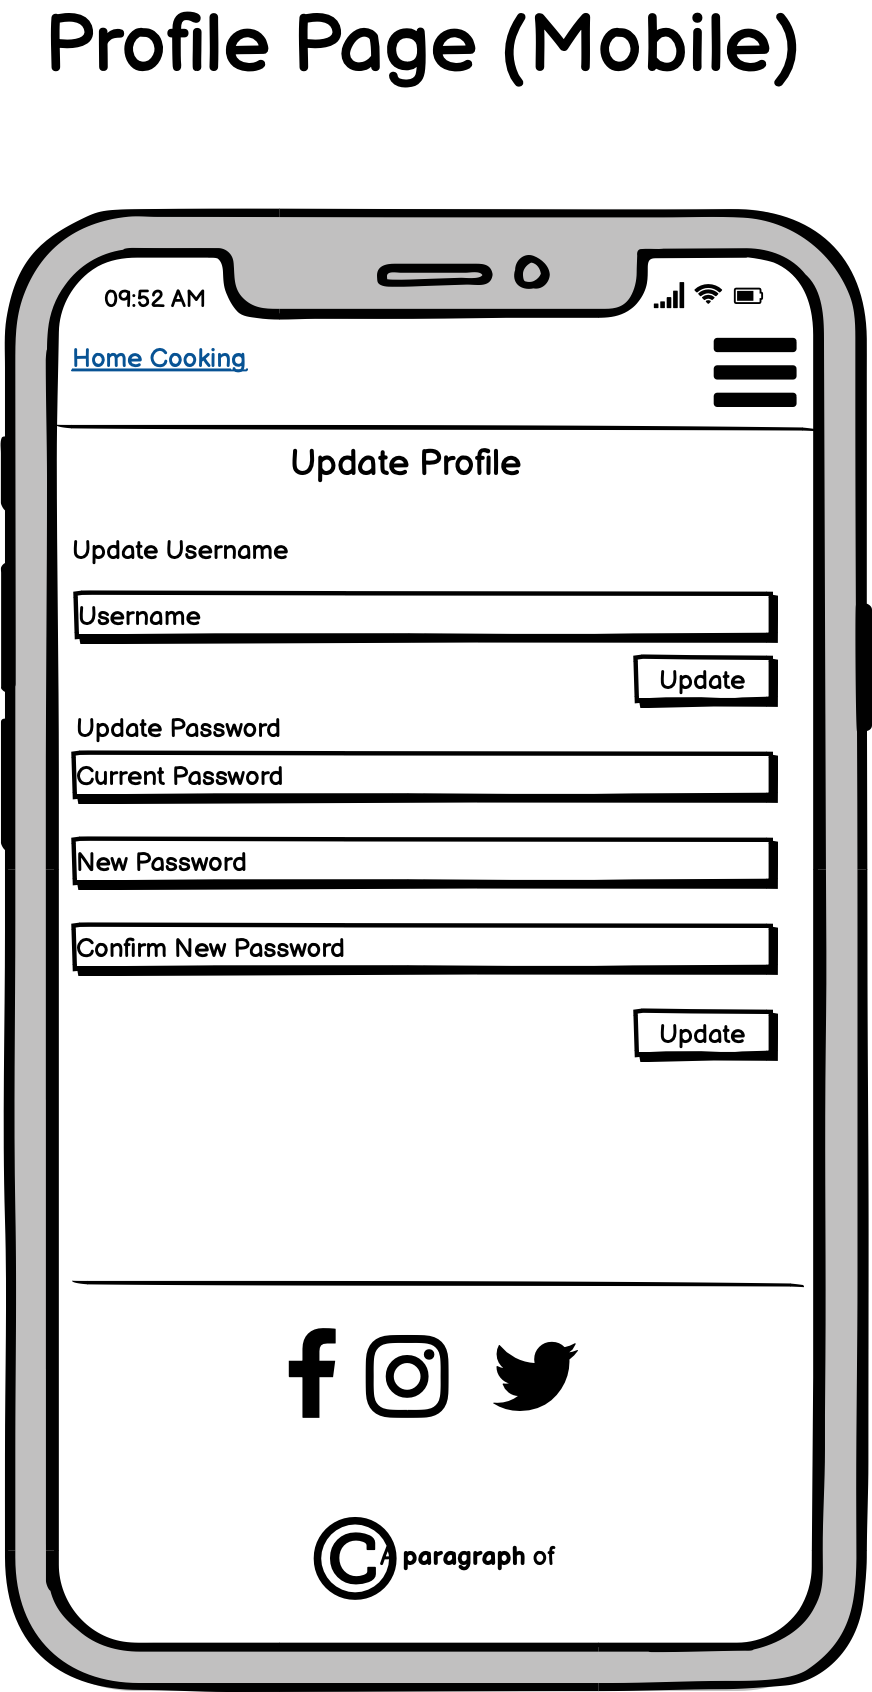 Profile Page (Mobile)
09:52 AM
Home Cooking
Update Profile
Update Username
Username
Update
Update Password
Current Password
New Password
Confirm New Password
Update
© A paragraph of